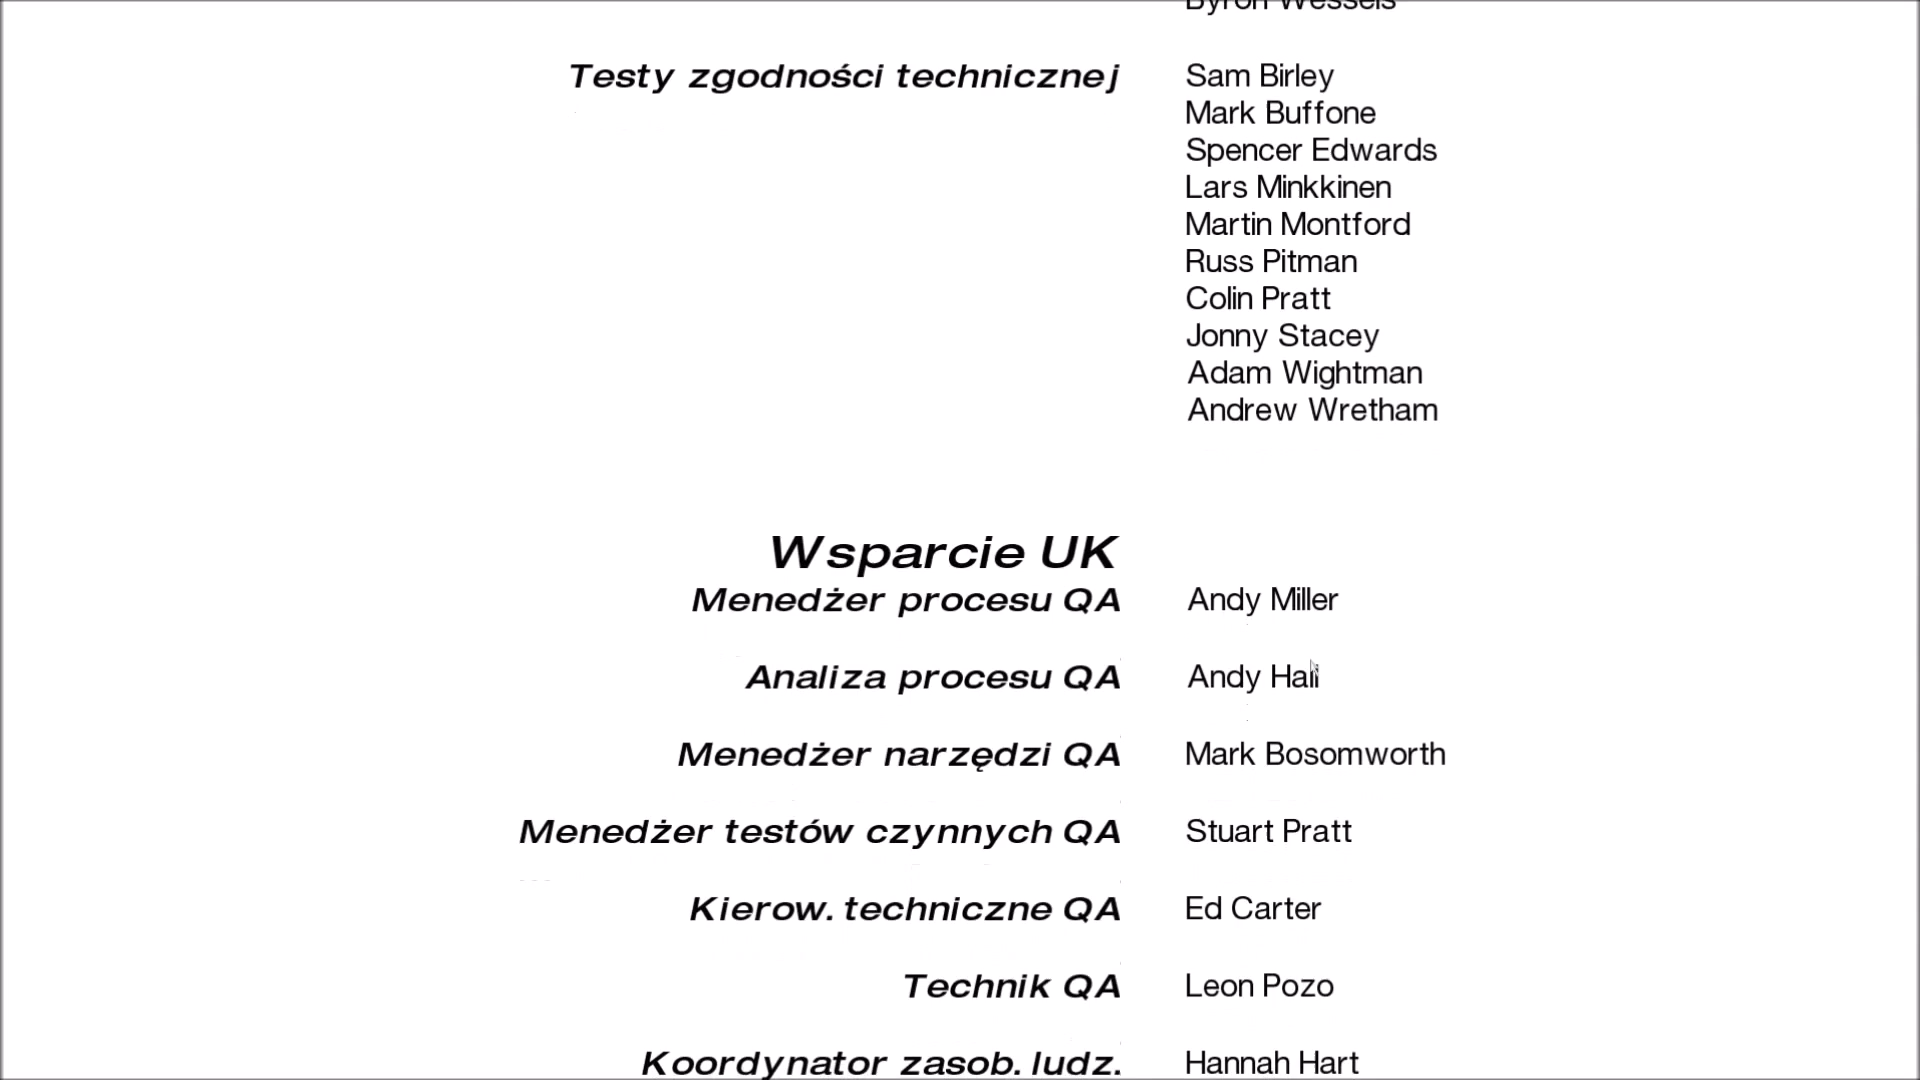 Byron Wessels
Testy zgodności technicznej Sam Birley
Mark Buffone
Spencer Edwards
Lars Minkkinen
Martin Montford
Russ Pitman
Colin Pratt
Jonny Stacey
Adam Wightman
Andrew Wretham
Wsparcie UK
Menedżer procesu QA Andy Miller
Analiza procesu QA Andy Hall
Menedżer narzędzi QA Mark Bosomworth
Menedżer testów czynnych QA Stuart Pratt
Kierow. techniczne QA Ed Carter
Technik QA Leon Pozo
Koordynator zasob. ludz. Hannah Hart